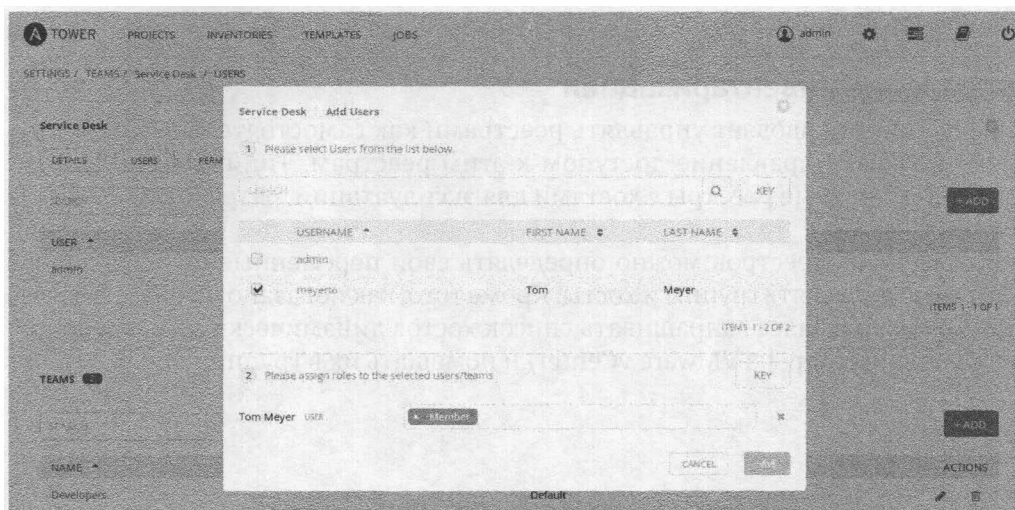 A TOWER PROJECTS INVENTORIES TEMPLATES JOBS admin
SETTINGS / TEAMS / Service Desk / USERS
Service Desk
DETAILS USERS PERM
SEARCH
+ ADD
USER
admin
ITEMS 1 - 1 OF 1
TEAMS
+ ADD
NAME ACTIONS
Developers Default
Service Desk Add Users
1 Please select Users from the list below.
SEARCH KEY
USERNAME FIRST NAME LAST NAME
admin
meyerto Tom Meyer
ITEMS 1 - 2 OF 2
2 Please assign roles to the selected users/teams KEY
Tom Meyer USER × Member
CANCEL